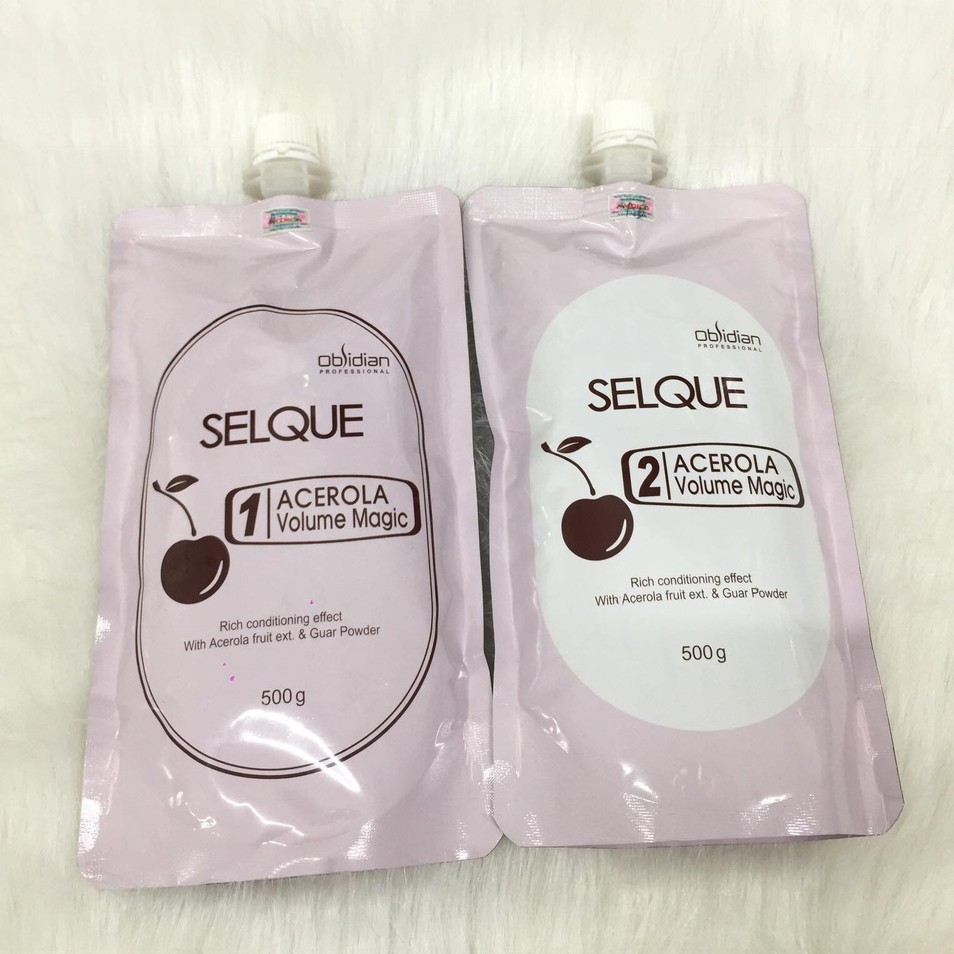 Obsidian
PROFESSIONAL
SELQUE
1 ACEROLA
Volume Magic
Rich conditioning effect
With Acerola fruit ext. & Guar Powder
500g
Obsidian
PROFESSIONAL
SELQUE
2 ACEROLA
Volume Magic
Rich conditioning effect
With Acerola fruit ext. & Guar Powder
500g